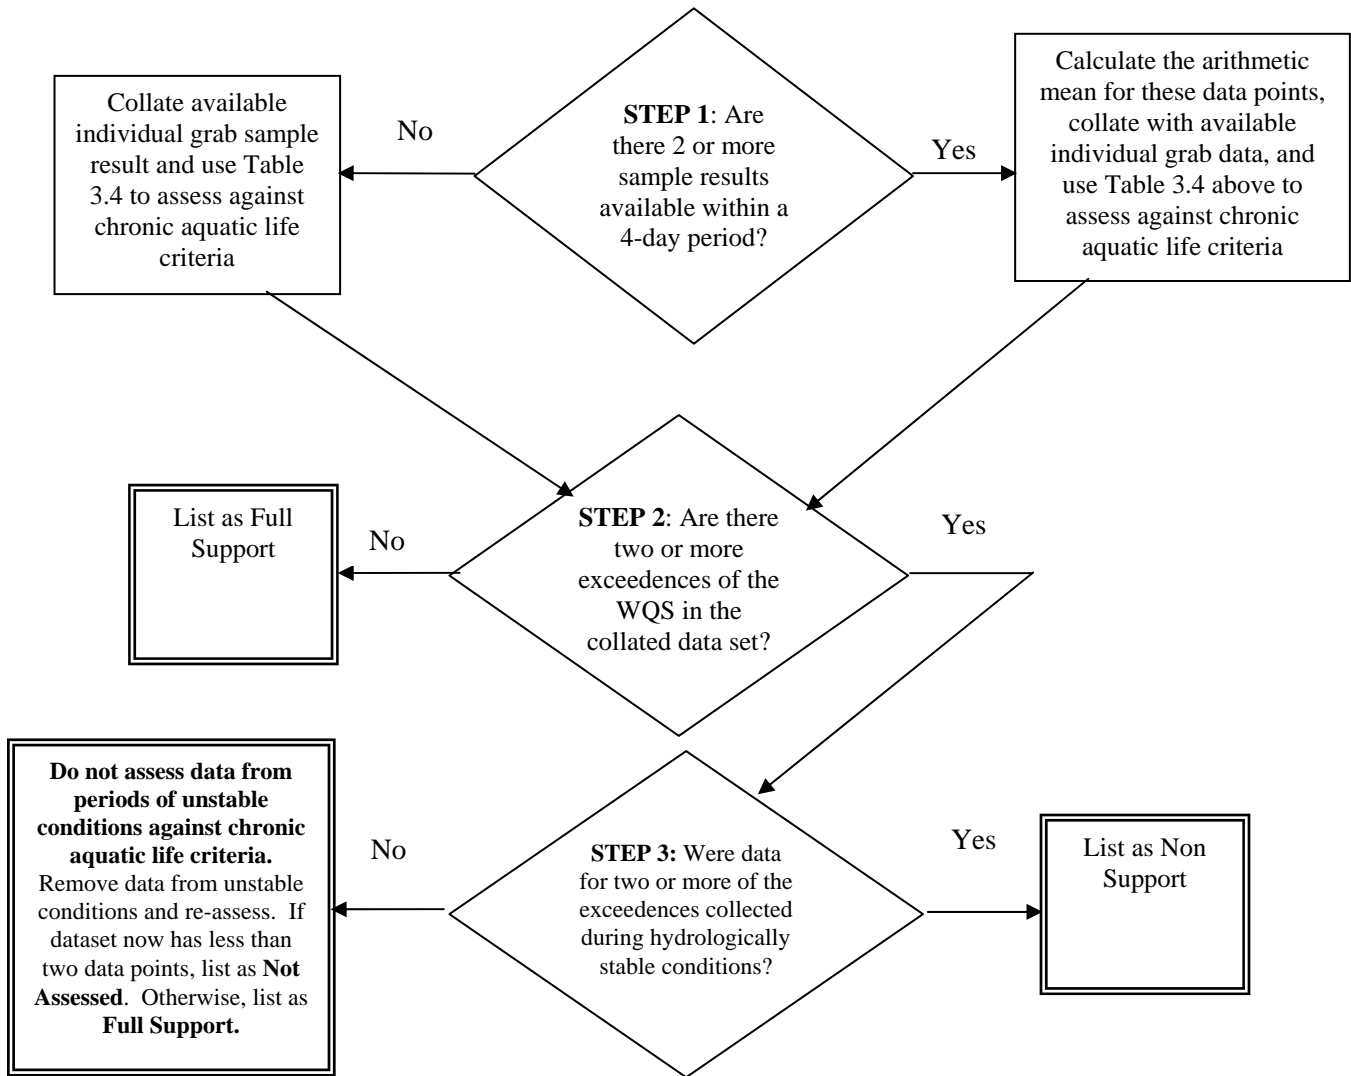 Collate available
individual grab sample
result and use Table
3.4 to assess against
chronic aquatic life
criteria
No
STEP 1: Are
there 2 or more
sample results
available within a
4-day period?
Yes
Calculate the arithmetic
mean for these data points,
collate with available
individual grab data, and
use Table 3.4 above to
assess against chronic
aquatic life criteria
List as Full
Support
No
STEP 2: Are there
two or more
exceedences of the
WQS in the
collated data set?
Yes
Do not assess data from
periods of unstable
conditions against chronic
aquatic life criteria.
Remove data from unstable
conditions and re-assess.  If
dataset now has less than
two data points, list as Not
Assessed.  Otherwise, list as
Full Support.
No
STEP 3: Were data
for two or more of the
exceedences collected
during hydrologically
stable conditions?
Yes
List as Non
Support